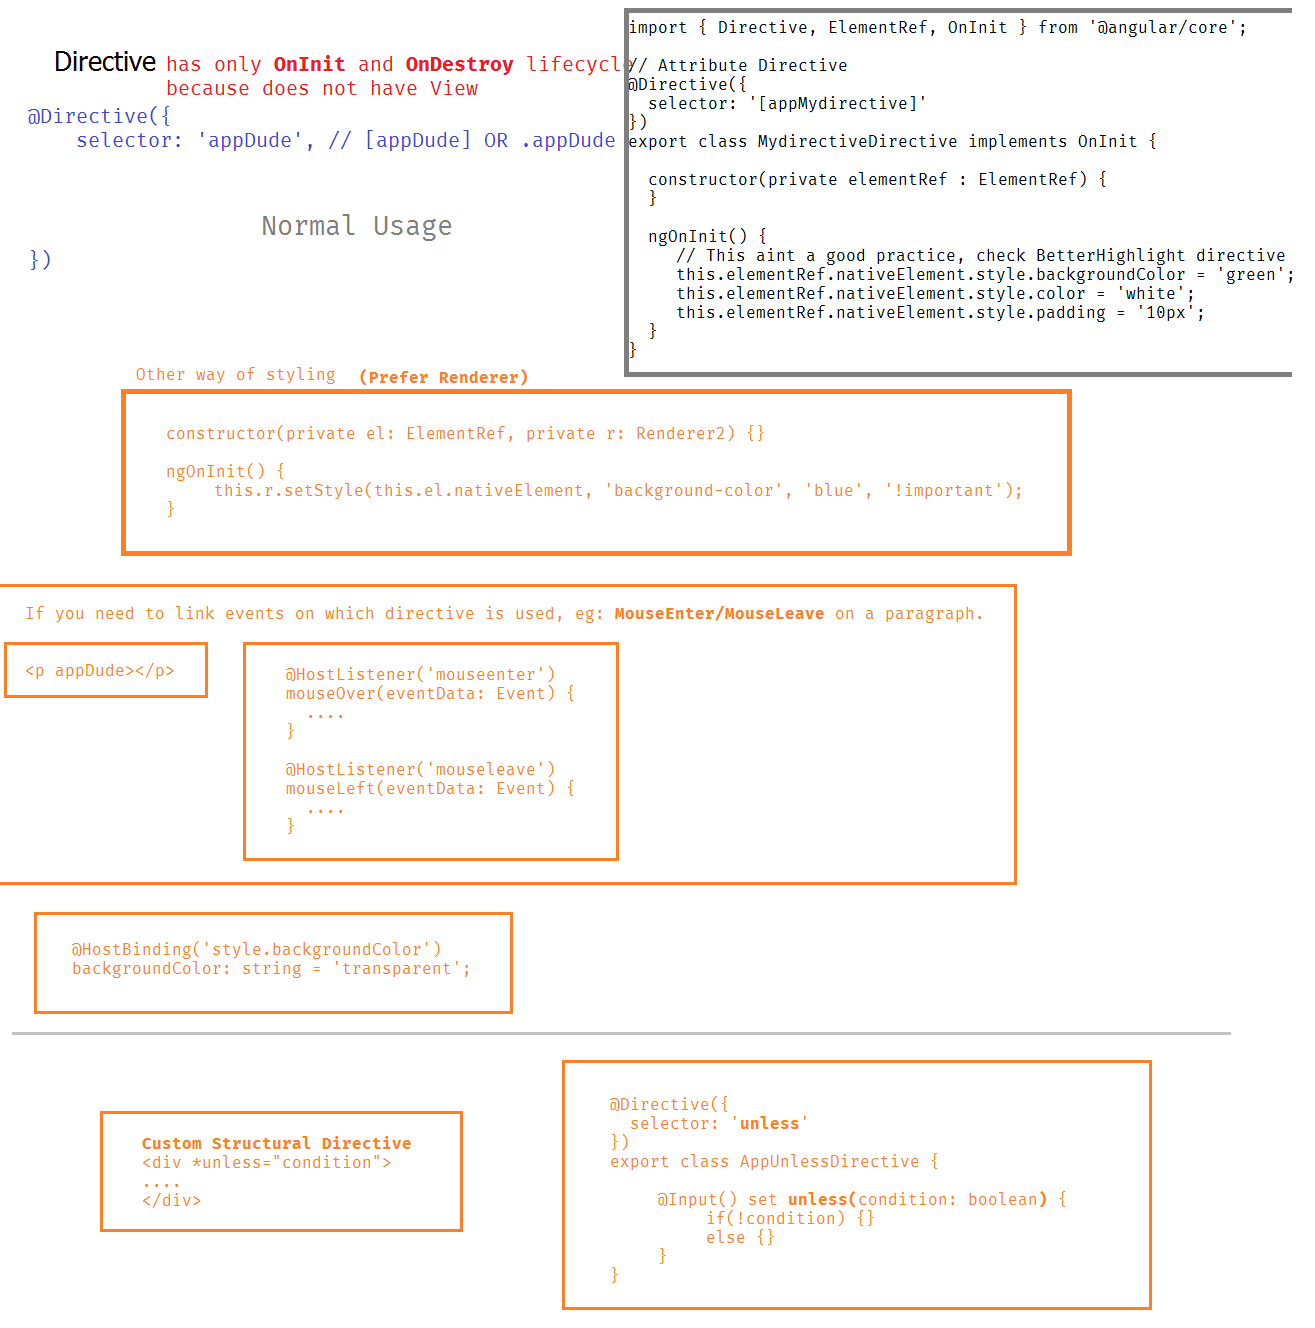 Directive has only OnInit and OnDestroy lifecycle
because does not have View
@Directive({
selector: 'appDude', // [appDude] OR .appDude
Normal Usage
})
import { Directive, ElementRef, OnInit } from '@angular/core';
// Attribute Directive
@Directive({
selector: '[appMydirective]'
})
export class MydirectiveDirective implements OnInit {
constructor(private elementRef : ElementRef) {
}
ngOnInit() {
// This aint a good practice, check BetterHighlight directive
this.elementRef.nativeElement.style.backgroundColor = 'green';
this.elementRef.nativeElement.style.color = 'white';
this.elementRef.nativeElement.style.padding = '10px';
}
}
Other way of styling (Prefer Renderer)
constructor(private el: ElementRef, private r: Renderer2) {}
ngOnInit() {
this.r.setStyle(this.el.nativeElement, 'background-color', 'blue', '!important');
}
If you need to link events on which directive is used, eg: MouseEnter/MouseLeave on a paragraph.
<p appDude></p>
@HostListener('mouseenter')
mouseOver(eventData: Event) {
....
}
@HostListener('mouseleave')
mouseLeft(eventData: Event) {
....
}
@HostBinding('style.backgroundColor')
backgroundColor: string = 'transparent';
Custom Structural Directive
<div *unless="condition">
....
</div>
@Directive({
selector: 'unless'
})
export class AppUnlessDirective {
@Input() set unless(condition: boolean) {
if(!condition) {}
else {}
}
}